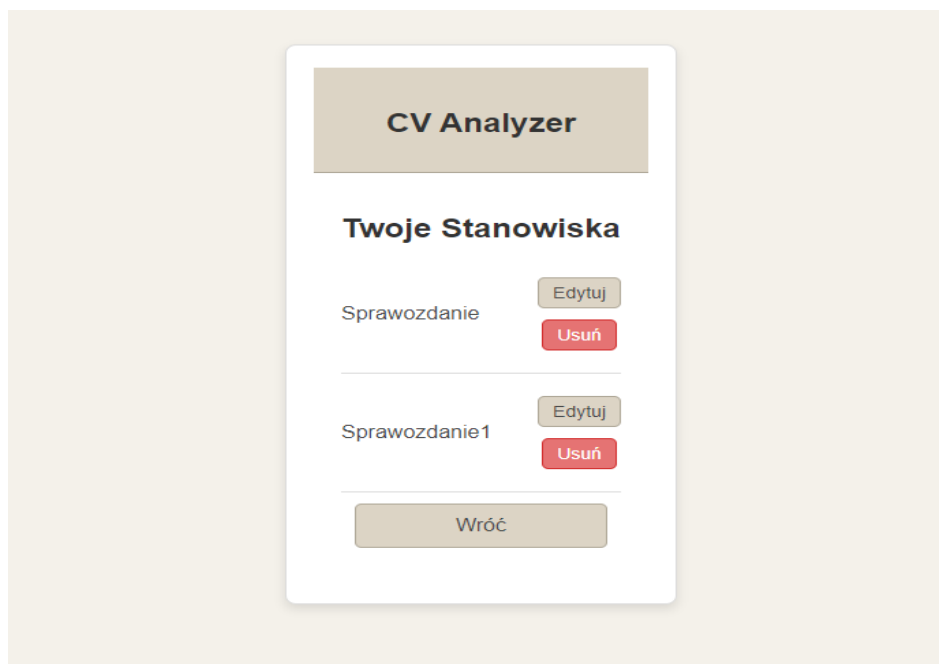 CV Analyzer
Twoje Stanowiska
Sprawozdanie
Edytuj
Usuń
Sprawozdanie1
Edytuj
Usuń
Wróć